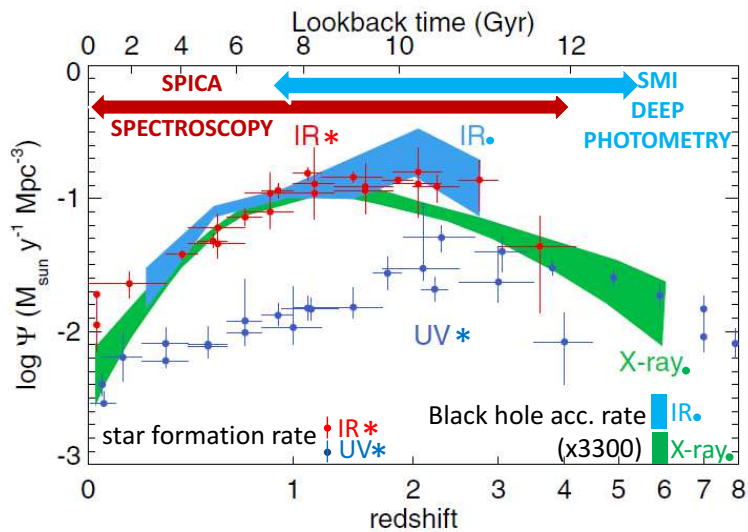 Lookback time (Gyr)
0 2 4 6 8 10 12
0
SPICA
SMI
SPECTROSCOPY
DEEP
PHOTOMETRY
IR*
IR●
-1
log Ψ (M_sun y⁻¹ Mpc⁻³)
-2
UV*
X-ray●
star formation rate
IR*
UV*
Black hole acc. rate
(x3300)
IR●
X-ray●
-3
0 1 2 3 4 5 6 7 8
redshift